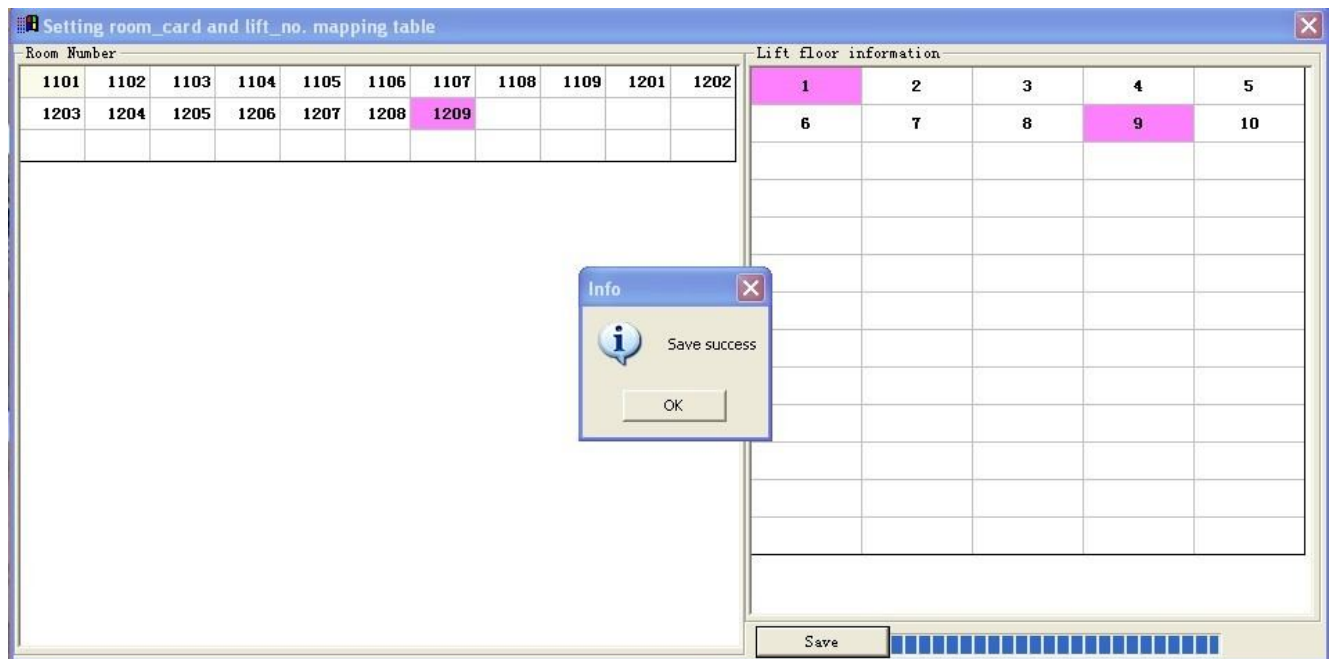 Setting room_card and lift_no. mapping table
Room Number
1101 1102 1103 1104 1105 1106 1107 1108 1109 1201 1202
1203 1204 1205 1206 1207 1208 1209
Lift floor information
1 2 3 4 5
6 7 8 9 10
Info
Save success
OK
Save